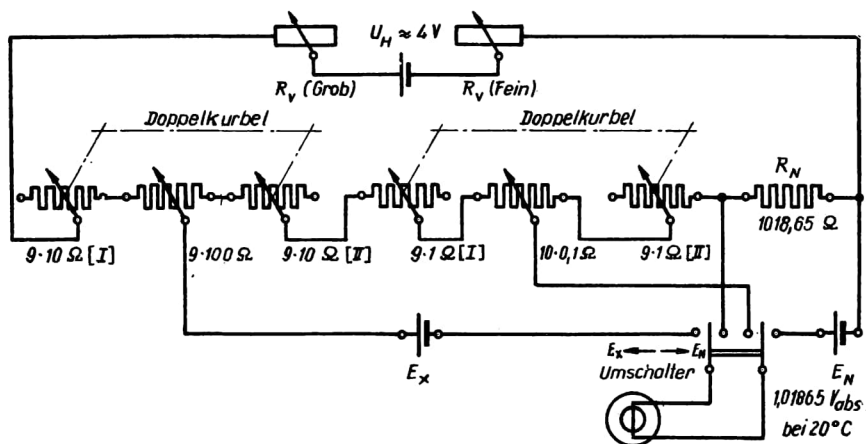 U_H ≈ 4 V
R_v (Grob)
R_v (Fein)
Doppelkurbel
Doppelkurbel
R_N
1018,65 Ω
9·10 Ω [I]
9·100 Ω
9·10 Ω [II]
9·1 Ω [I]
10·0,1 Ω
9·1 Ω [II]
E_x
E_x
E_N
Umschalter
E_N
1,01865 V_abs.
bei 20°C